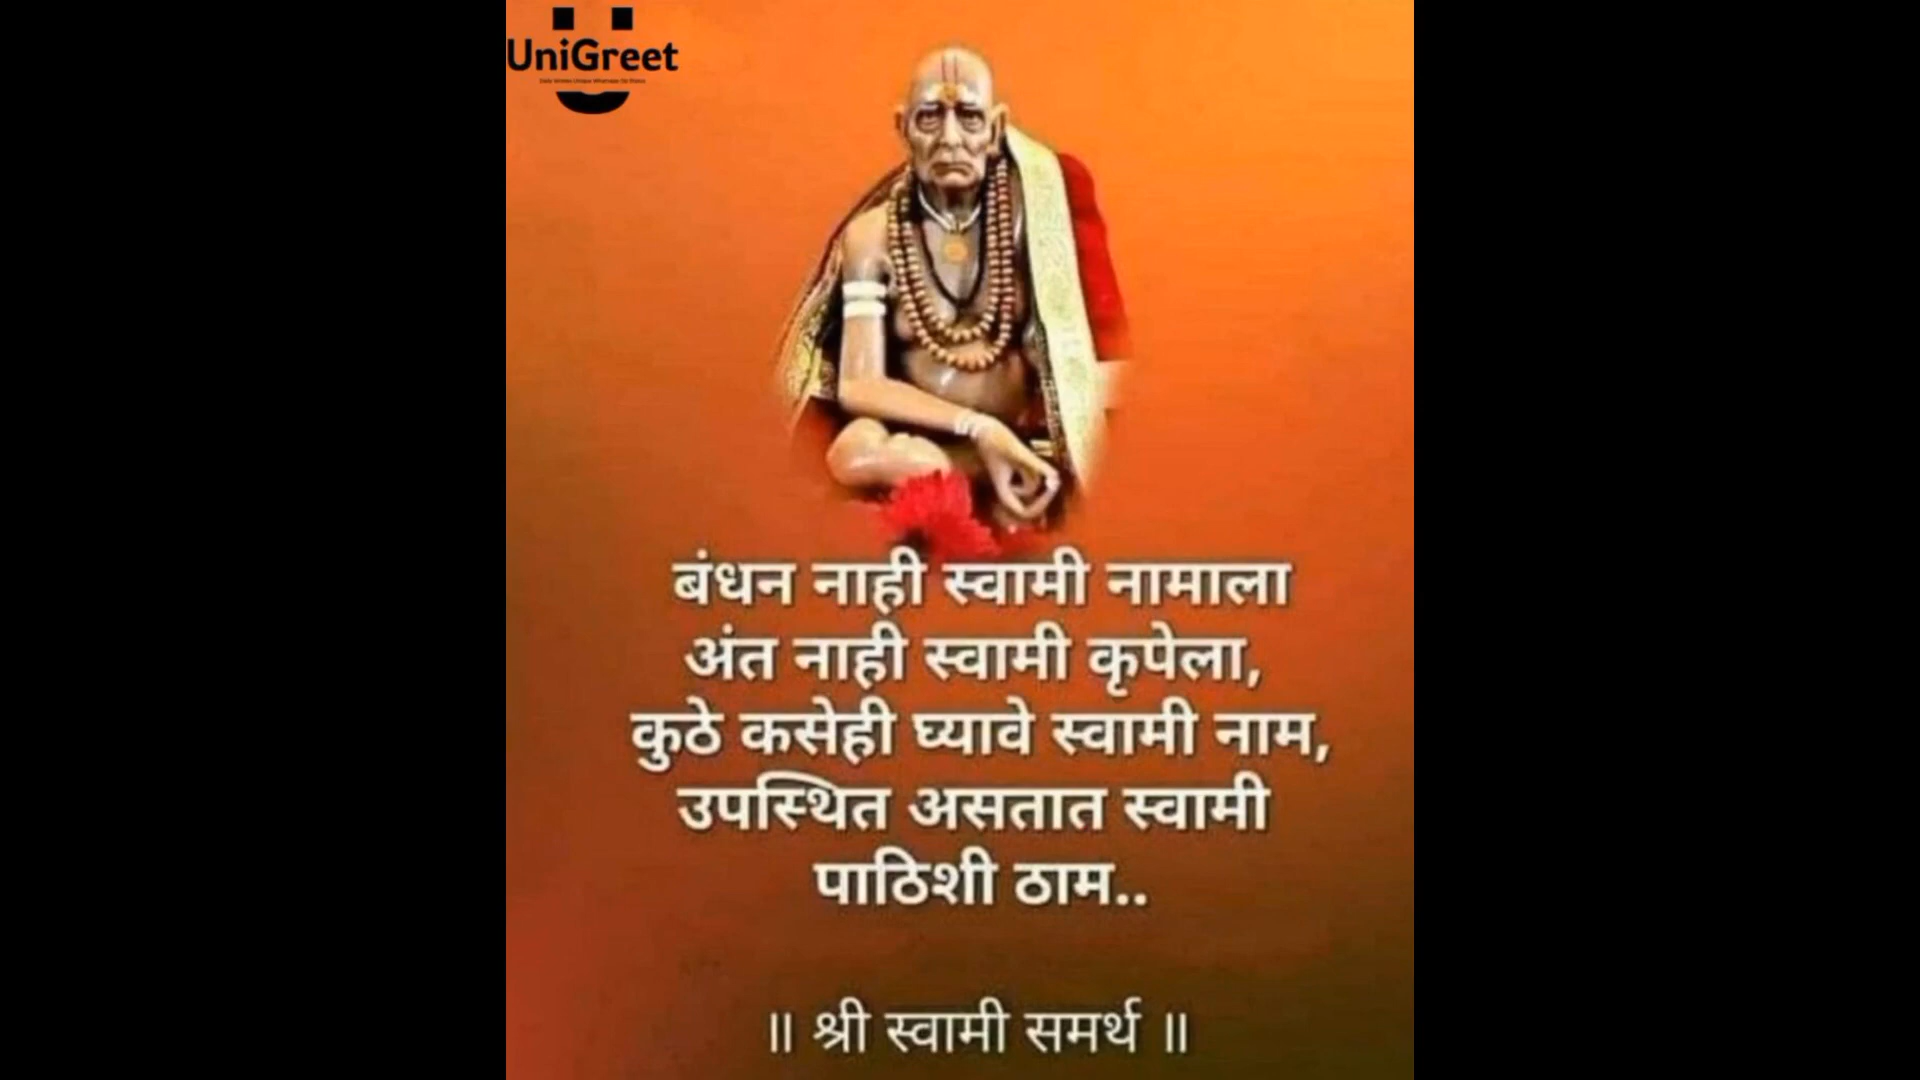 UniGreet
बंधन नाही स्वामी नामाला
अंत नाही स्वामी कृपेला,
कुठे कसेही घ्यावे स्वामी नाम,
उपस्थित असतात स्वामी
पाठिशी ठाम..
॥ श्री स्वामी समर्थ ॥